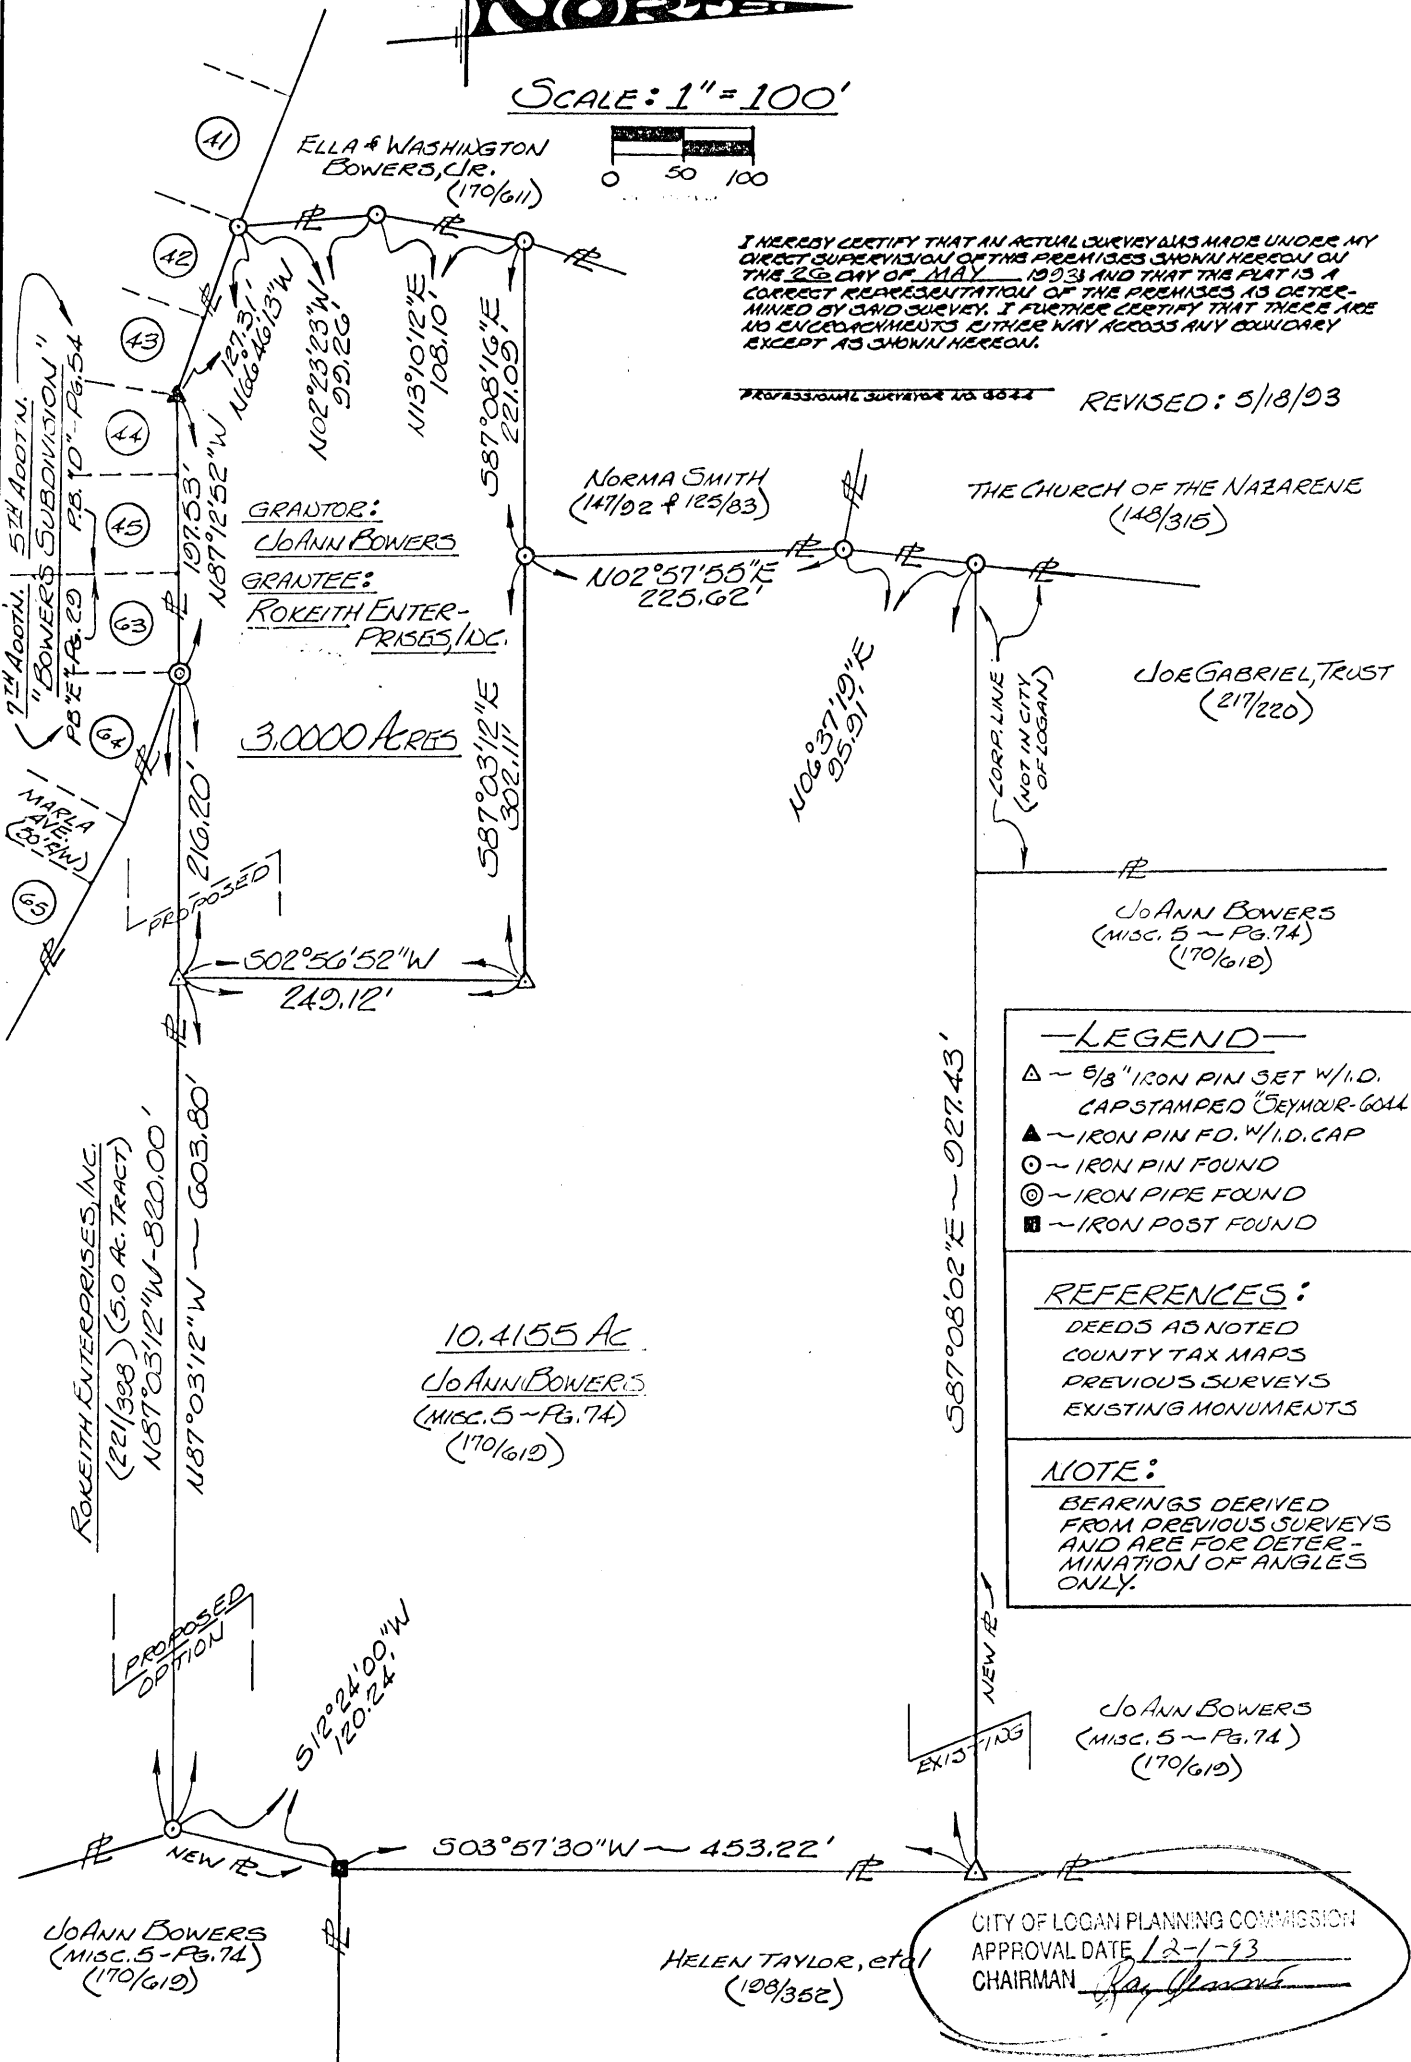 SCALE: 1" = 100'
0 50 100
ELLA & WASHINGTON
BOWERS, JR.
(170/611)
I HEREBY CERTIFY THAT AN ACTUAL SURVEY WAS MADE UNDER MY
DIRECT SUPERVISION OF THE PREMISES SHOWN HEREON ON
THE 26 DAY OF MAY 1993 AND THAT THE PLAT IS A
CORRECT REPRESENTATION OF THE PREMISES AS DETER-
MINED BY SAID SURVEY. I FURTHER CERTIFY THAT THERE ARE
NO ENCROACHMENTS EITHER WAY ACROSS ANY BOUNDARY
EXCEPT AS SHOWN HEREON.
PROFESSIONAL SURVEYOR NO. 6044
REVISED: 5/18/93
41
42
43
44
45
63
64
65
7TH ADDT'N. 5TH ADDT'N.
"BOWERS SUBDIVISION"
PB "E"-PG. 29 P.B. "D"-PG. 54
MARLA
AVE.
(50' R/W)
127.31'
N66°46'13"W
N02°23'23"W
99.26'
N13°10'12"E
108.10'
S87°08'16"E
221.09'
197.53'
N87°12'52"W
GRANTOR:
JOANN BOWERS
GRANTEE:
ROKEITH ENTER-
PRISES, INC.
3.0000 ACRES
NORMA SMITH
(147/92 & 125/83)
THE CHURCH OF THE NAZARENE
(148/315)
N02°57'55"E
225.62'
N06°37'19"E
95.91'
CORP. LINE
(NOT IN CITY
OF LOGAN)
JOE GABRIEL, TRUST
(217/220)
S87°03'12"E
302.11'
216.20'
PROPOSED
S02°56'52"W
249.12'
JOANN BOWERS
(MISC. 5 ~ PG. 74)
(170/619)
LEGEND
△ ~ 5/8" IRON PIN SET W/I.D.
CAP STAMPED "SEYMOUR-6044
▲ ~ IRON PIN FD. W/I.D. CAP
⊙ ~ IRON PIN FOUND
◎ ~ IRON PIPE FOUND
■ ~ IRON POST FOUND
REFERENCES:
DEEDS AS NOTED
COUNTY TAX MAPS
PREVIOUS SURVEYS
EXISTING MONUMENTS
NOTE:
BEARINGS DERIVED
FROM PREVIOUS SURVEYS
AND ARE FOR DETER-
MINATION OF ANGLES
ONLY.
ROKEITH ENTERPRISES, INC.
(221/398) (5.0 AC. TRACT)
N87°03'12"W-820.00'
N87°03'12"W ~ 603.80'
10.4155 AC
JOANN BOWERS
(MISC. 5 ~ PG. 74)
(170/619)
S87°08'02"E ~ 927.43'
PROPOSED
OPTION
S12°24'00"W
120.24'
NEW PL
EXISTING
JOANN BOWERS
(MISC. 5 ~ PG. 74)
(170/619)
NEW PL
S03°57'30"W ~ 453.22'
JOANN BOWERS
(MISC. 5 - PG. 74)
(170/619)
HELEN TAYLOR, et al
(198/352)
CITY OF LOGAN PLANNING COMMISSION
APPROVAL DATE 12-1-93
CHAIRMAN Ray